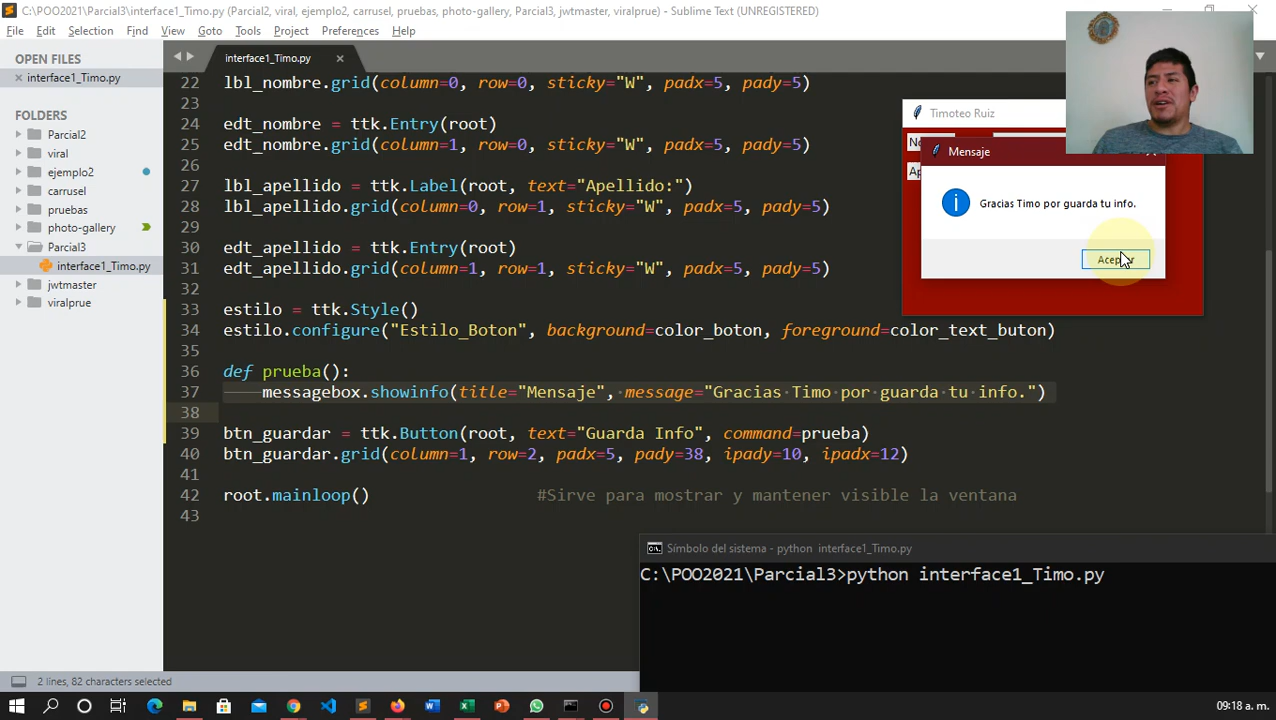 C:\POO2021\Parcial3\interface1_Timo.py (Parcial2, viral, ejemplo2, carrusel, pruebas, photo-gallery, Parcial3, jwtmaster, viralprue) - Sublime Text (UNREGISTERED)
File Edit Selection Find View Goto Tools Project Preferences Help
OPEN FILES
interface1_Timo.py
FOLDERS
Parcial2
viral
ejemplo2
carrusel
pruebas
photo-gallery
Parcial3
interface1_Timo.py
jwtmaster
viralprue
interface1_Timo.py
22 lbl_nombre.grid(column=0, row=0, sticky="W", padx=5, pady=5)
23
24 edt_nombre = ttk.Entry(root)
25 edt_nombre.grid(column=1, row=0, sticky="W", padx=5, pady=5)
26
27 lbl_apellido = ttk.Label(root, text="Apellido:")
28 lbl_apellido.grid(column=0, row=1, sticky="W", padx=5, pady=5)
29
30 edt_apellido = ttk.Entry(root)
31 edt_apellido.grid(column=1, row=1, sticky="W", padx=5, pady=5)
32
33 estilo = ttk.Style()
34 estilo.configure("Estilo_Boton", background=color_boton, foreground=color_text_buton)
35
36 def prueba():
37 messagebox.showinfo(title="Mensaje", message="Gracias Timo por guarda tu info.")
38
39 btn_guardar = ttk.Button(root, text="Guarda Info", command=prueba)
40 btn_guardar.grid(column=1, row=2, padx=5, pady=38, ipady=10, ipadx=12)
41
42 root.mainloop() #Sirve para mostrar y mantener visible la ventana
43
Timoteo Ruiz
Mensaje
Gracias Timo por guarda tu info.
Aceptar
Símbolo del sistema - python interface1_Timo.py
C:\POO2021\Parcial3>python interface1_Timo.py
2 lines, 82 characters selected
09:18 a. m.